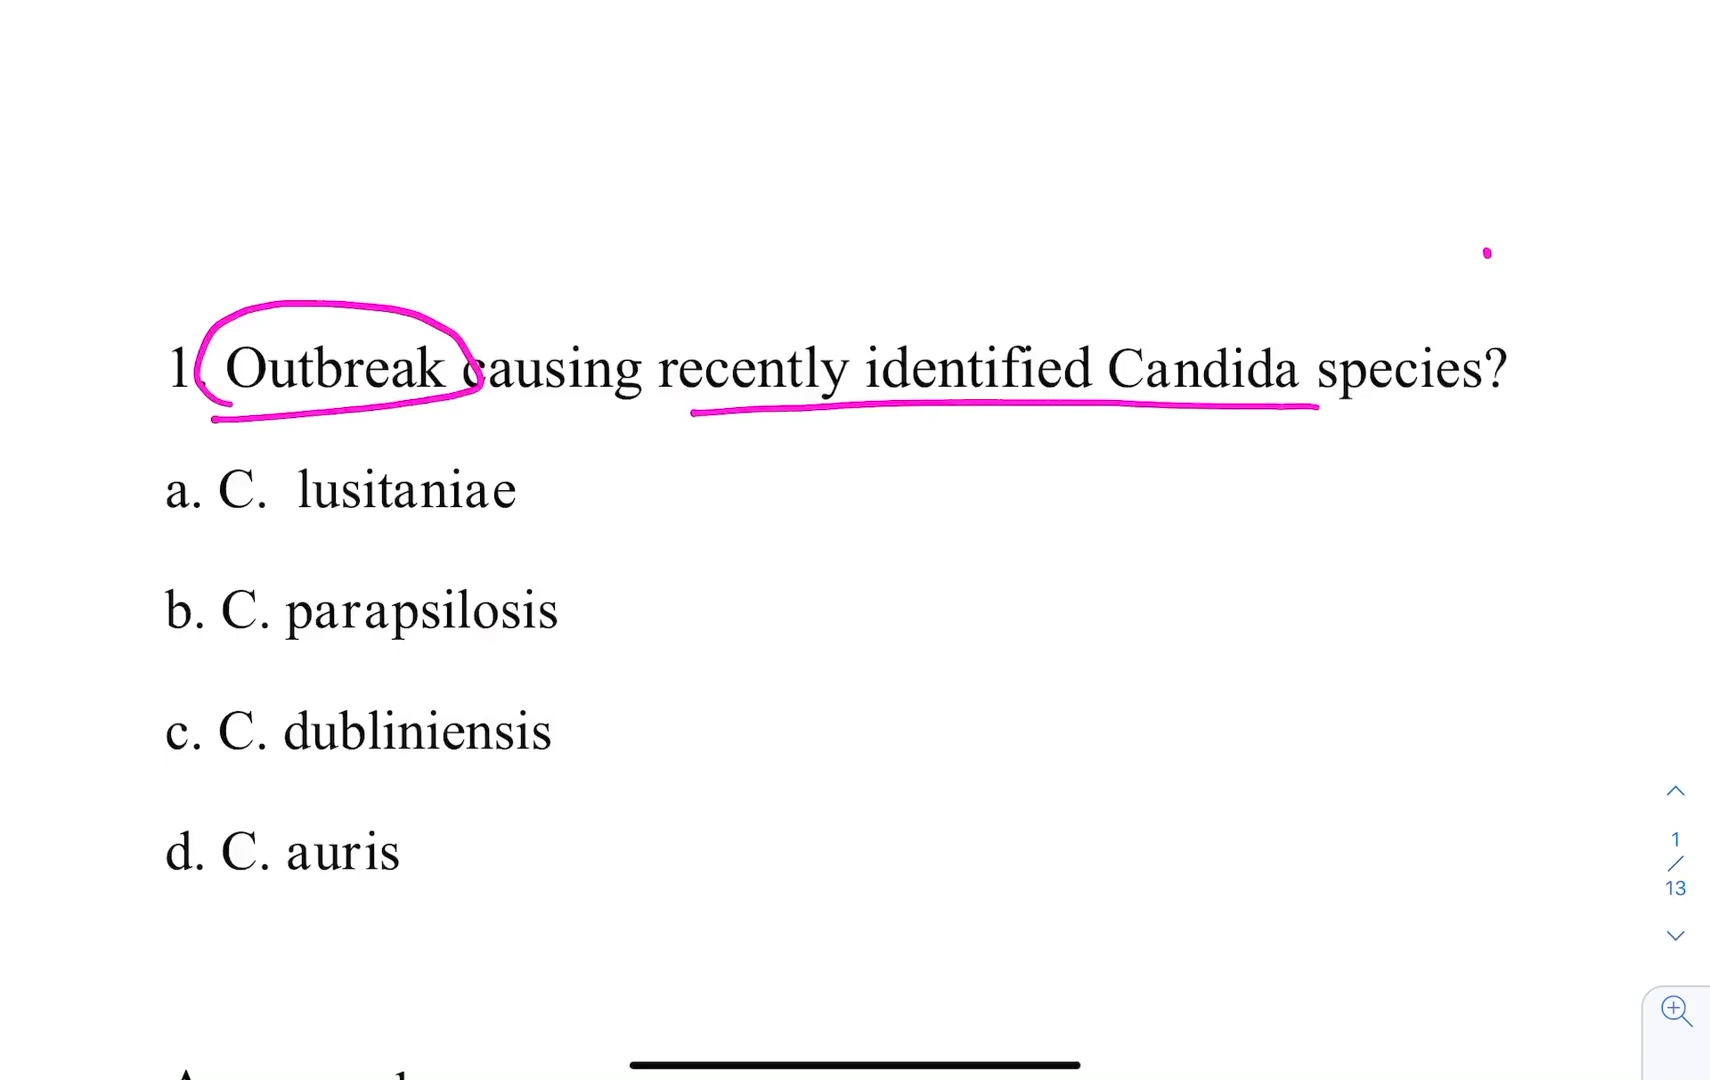 1. Outbreak causing recently identified Candida species?
a. C. lusitaniae
b. C. parapsilosis
c. C. dubliniensis
d. C. auris
1
/
13